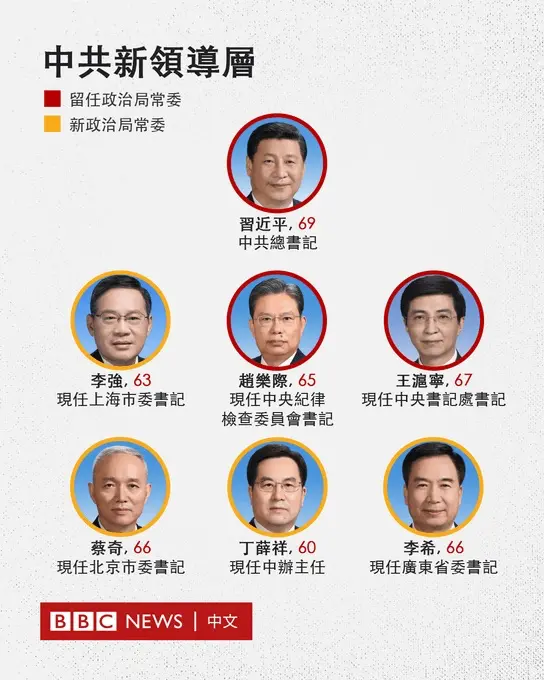 中共新領導層
留任政治局常委
新政治局常委
習近平, 69
中共總書記
李強, 63
現任上海市委書記
趙樂際, 65
現任中央紀律
檢查委員會書記
王滬寧, 67
現任中央書記處書記
蔡奇, 66
現任北京市委書記
丁薛祥, 60
現任中辦主任
李希, 66
現任廣東省委書記
BBC NEWS | 中文